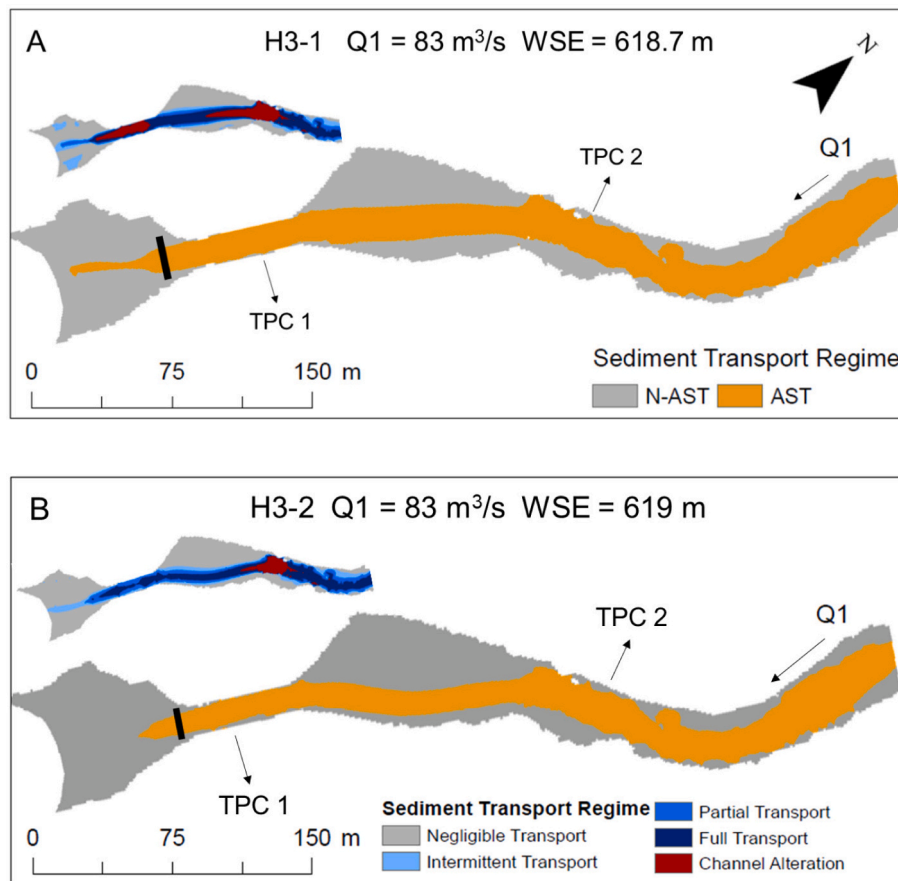 A
H3-1 Q1 = 83 m³/s WSE = 618.7 m
N
TPC 2
Q1
TPC 1
0 75 150 m
Sediment Transport Regime
N-AST AST
B
H3-2 Q1 = 83 m³/s WSE = 619 m
TPC 2
Q1
TPC 1
0 75 150 m
Sediment Transport Regime
Negligible Transport
Intermittent Transport
Partial Transport
Full Transport
Channel Alteration